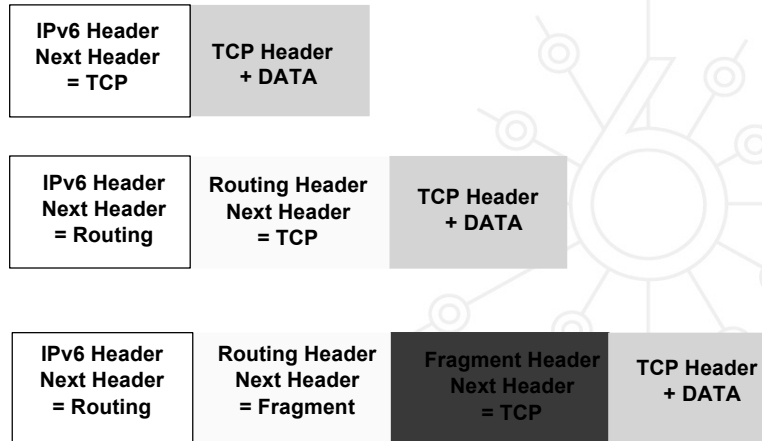 IPv6 Header
Next Header
= TCP
TCP Header
+ DATA
IPv6 Header
Next Header
= Routing
Routing Header
Next Header
= TCP
TCP Header
+ DATA
IPv6 Header
Next Header
= Routing
Routing Header
Next Header
= Fragment
Fragment Header
Next Header
= TCP
TCP Header
+ DATA